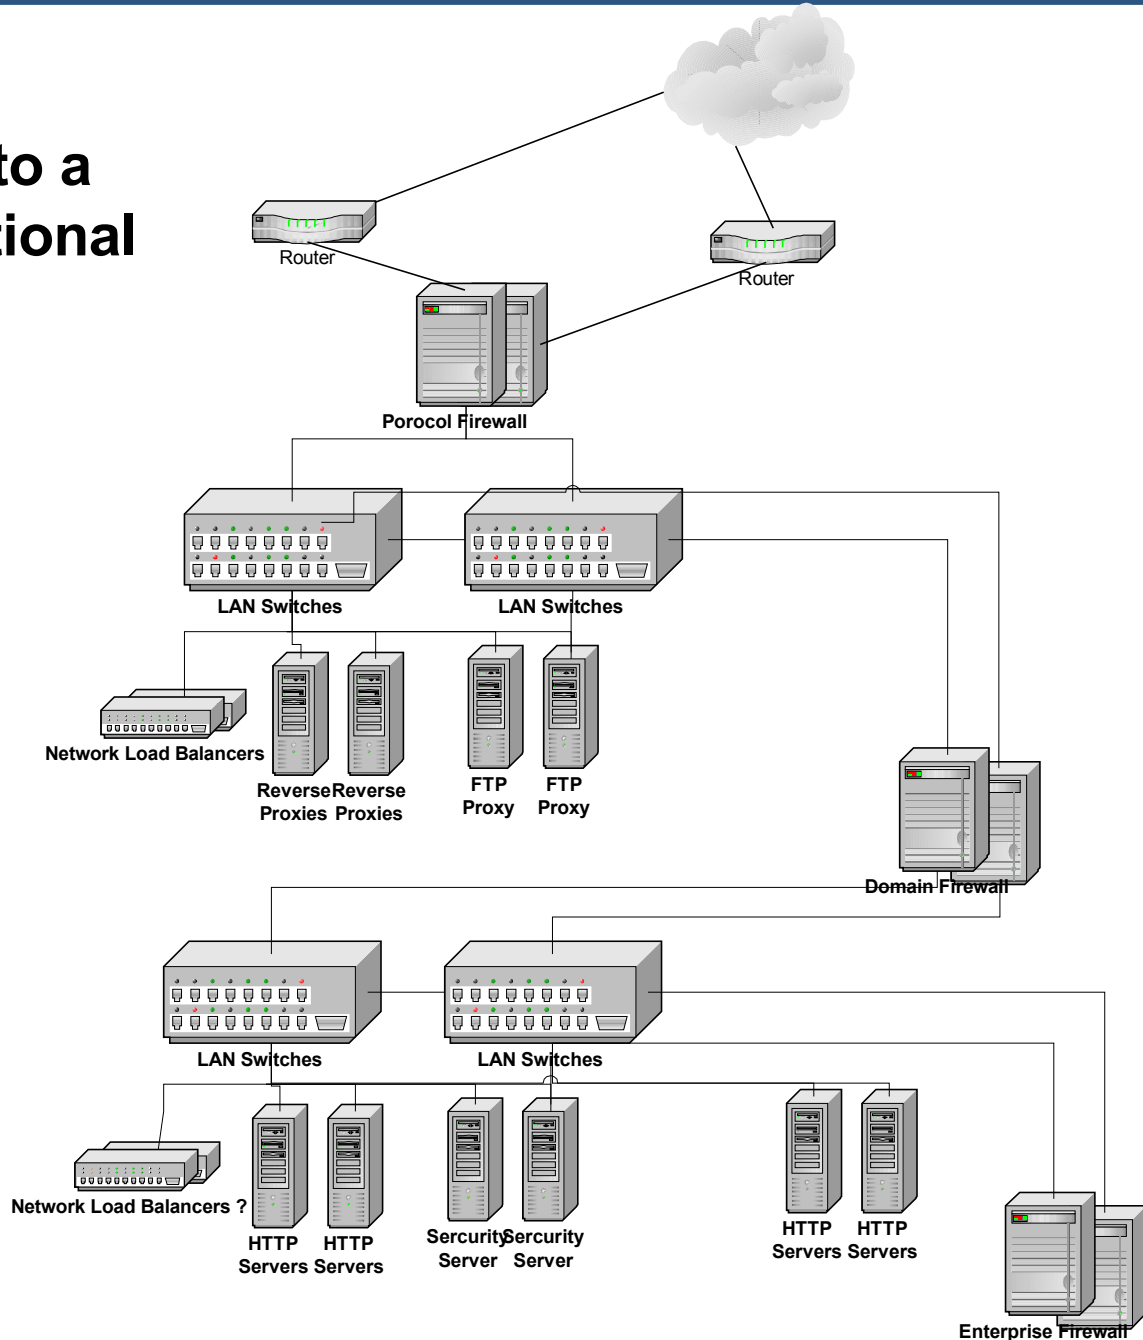 to a
tional
Router
Router
Porocol Firewall
LAN Switches
LAN Switches
Network Load Balancers
Reverse
Proxies
Reverse
Proxies
FTP
Proxy
FTP
Proxy
Domain Firewall
LAN Switches
LAN Switches
Network Load Balancers ?
HTTP
Servers
HTTP
Servers
Sercurity
Server
Sercurity
Server
HTTP
Servers
HTTP
Servers
Enterprise Firewall